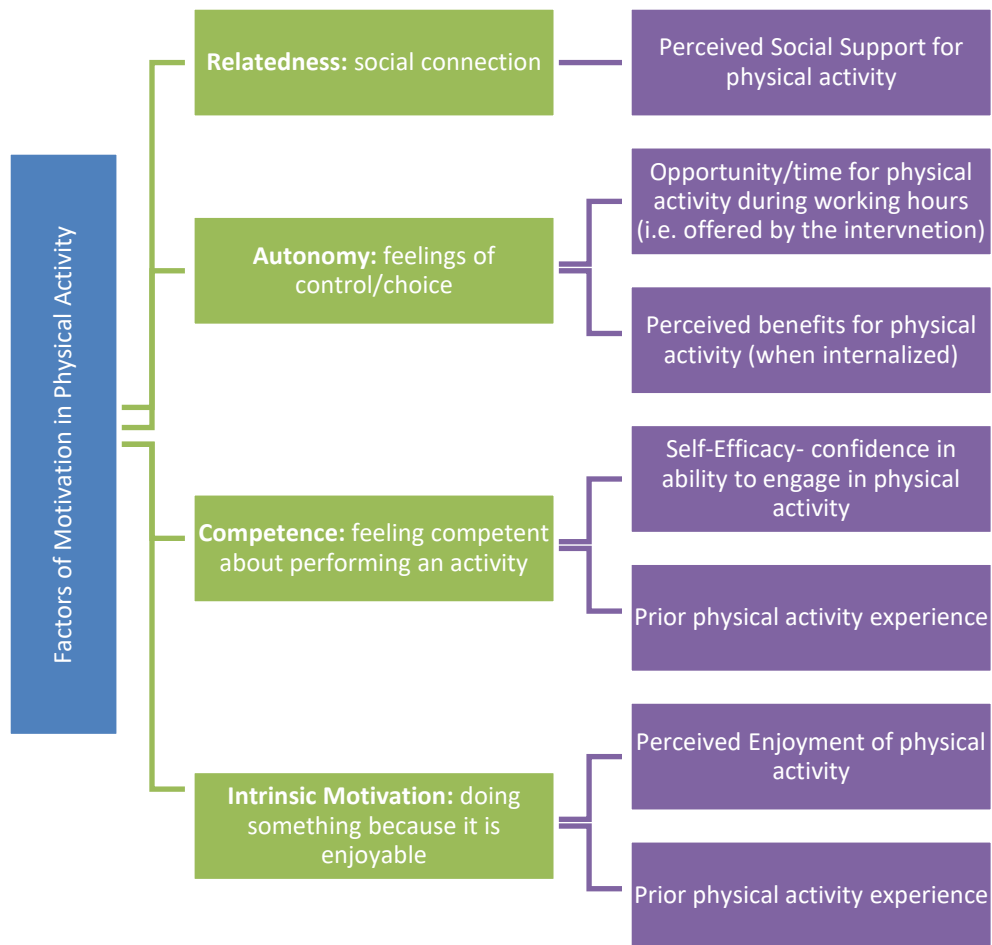 Factors of Motivation in Physical Activity
Relatedness: social connection
Perceived Social Support for
physical activity
Autonomy: feelings of
control/choice
Opportunity/time for physical
activity during working hours
(i.e. offered by the intervnetion)
Perceived benefits for physical
activity (when internalized)
Competence: feeling competent
about performing an activity
Self-Efficacy- confidence in
ability to engage in physical
activity
Prior physical activity experience
Intrinsic Motivation: doing
something because it is
enjoyable
Perceived Enjoyment of physical
activity
Prior physical activity experience